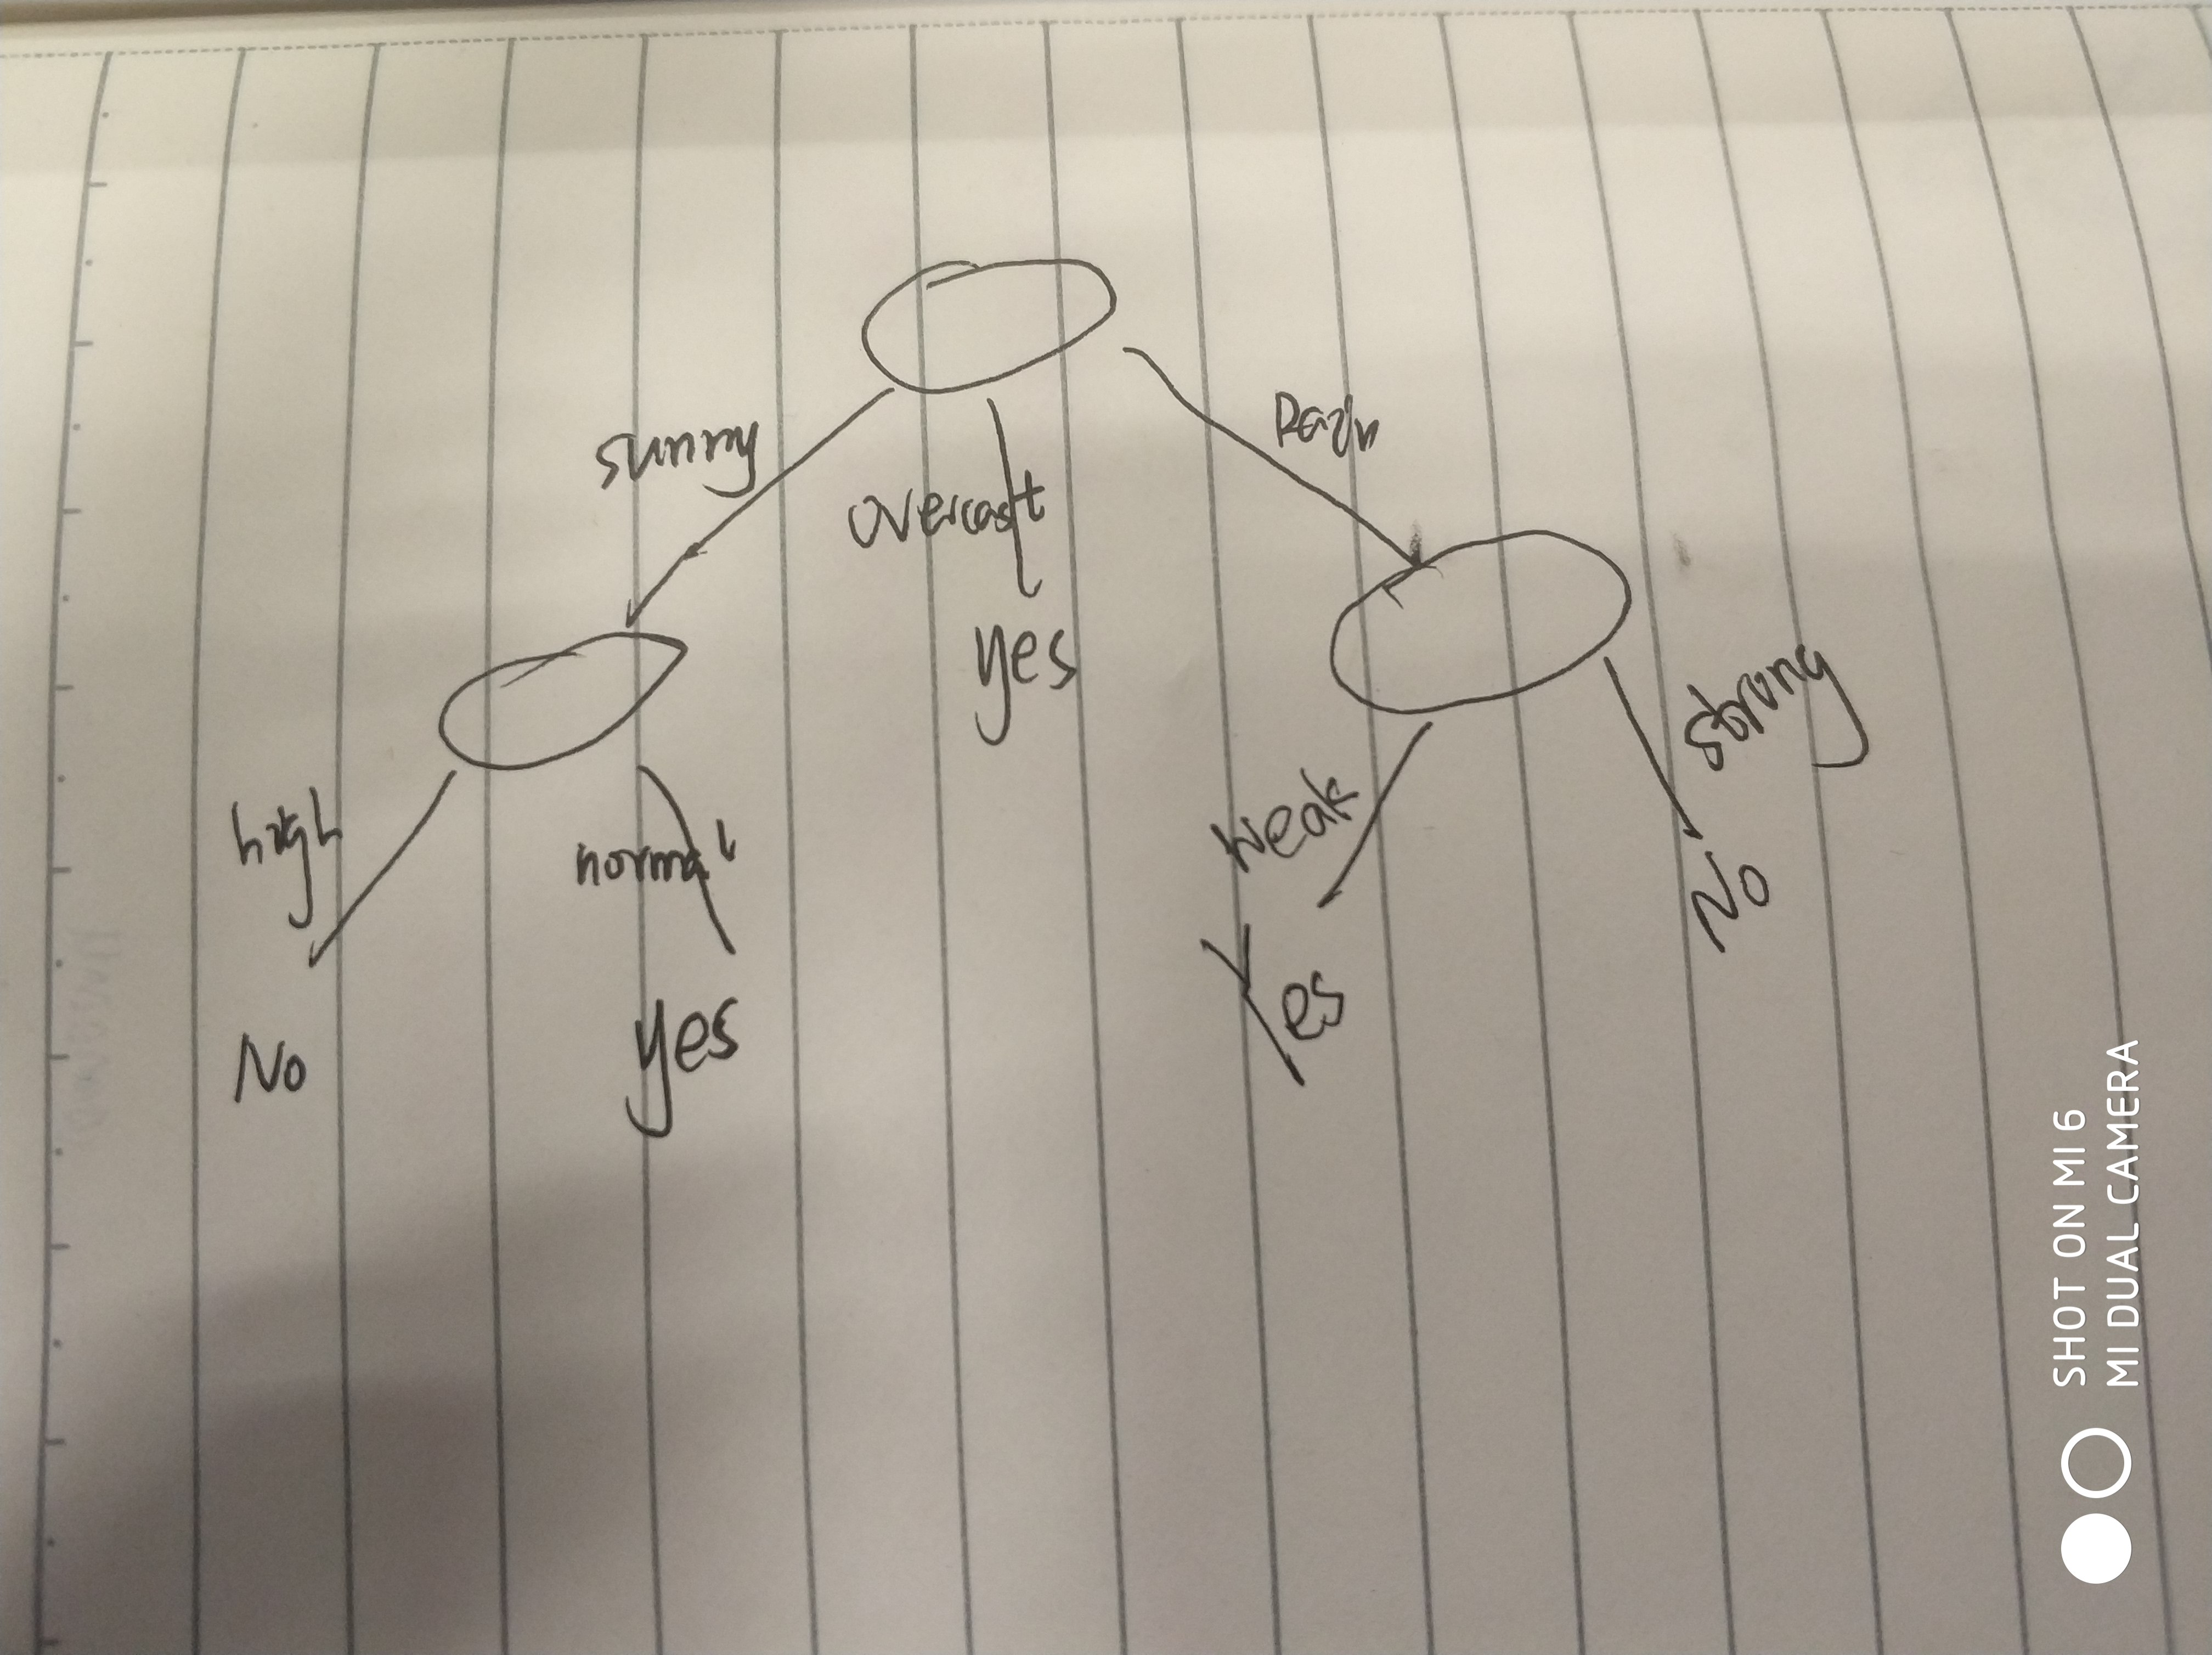 Sunny
Overcast
Rain
Yes
high
normal
weak
strong
No
Yes
Yes
No
SHOT ON MI 6
MI DUAL CAMERA